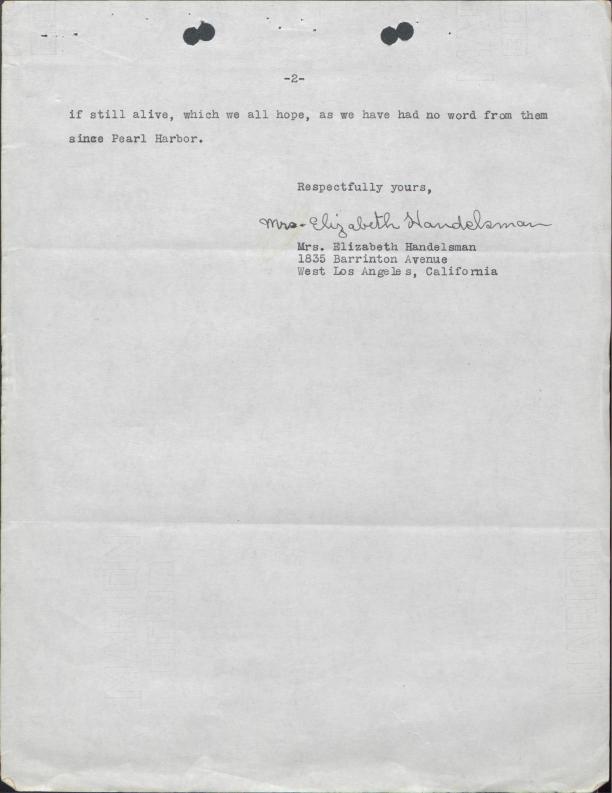 -2-
if still alive, which we all hope, as we have had no word from them
since Pearl Harbor.
Respectfully yours,
Mrs. Elizabeth Handelsman
Mrs. Elizabeth Handelsman
1835 Barrinton Avenue
West Los Angeles, California